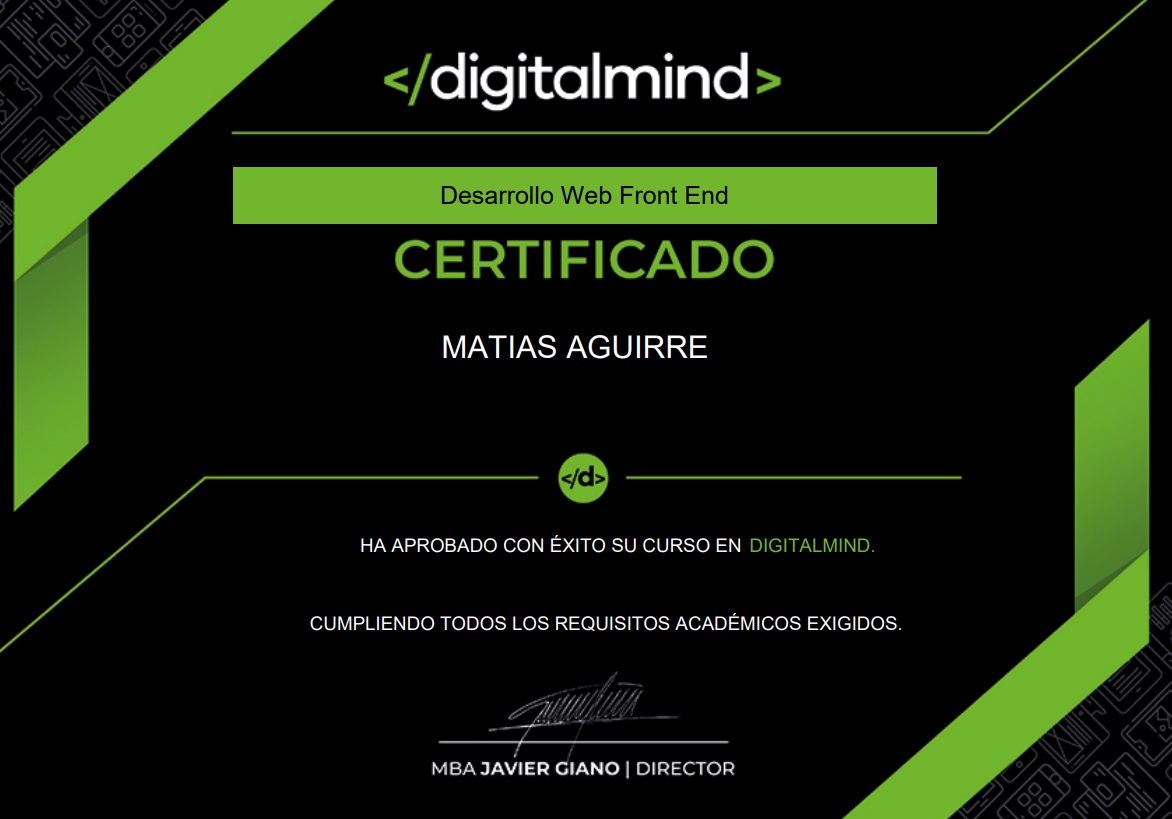 </digitalmind>
Desarrollo Web Front End
CERTIFICADO
MATIAS AGUIRRE
</d>
HA APROBADO CON ÉXITO SU CURSO EN DIGITALMIND.
CUMPLIENDO TODOS LOS REQUISITOS ACADÉMICOS EXIGIDOS.
MBA JAVIER GIANO | DIRECTOR